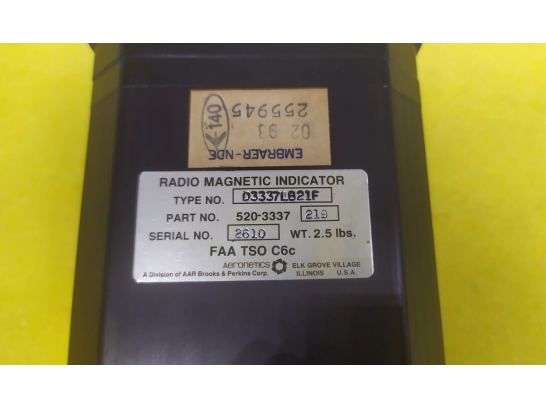 255945
140
02 93
EMBRAER-NDE
RADIO MAGNETIC INDICATOR
TYPE NO. D3337LB21F
PART NO. 520-3337 219
SERIAL NO. 2610 WT. 2.5 lbs.
FAA TSO C6c
AERONETICS ELK GROVE VILLAGE
A Division of AAR Brooks & Perkins Corp. ILLINOIS U.S.A.